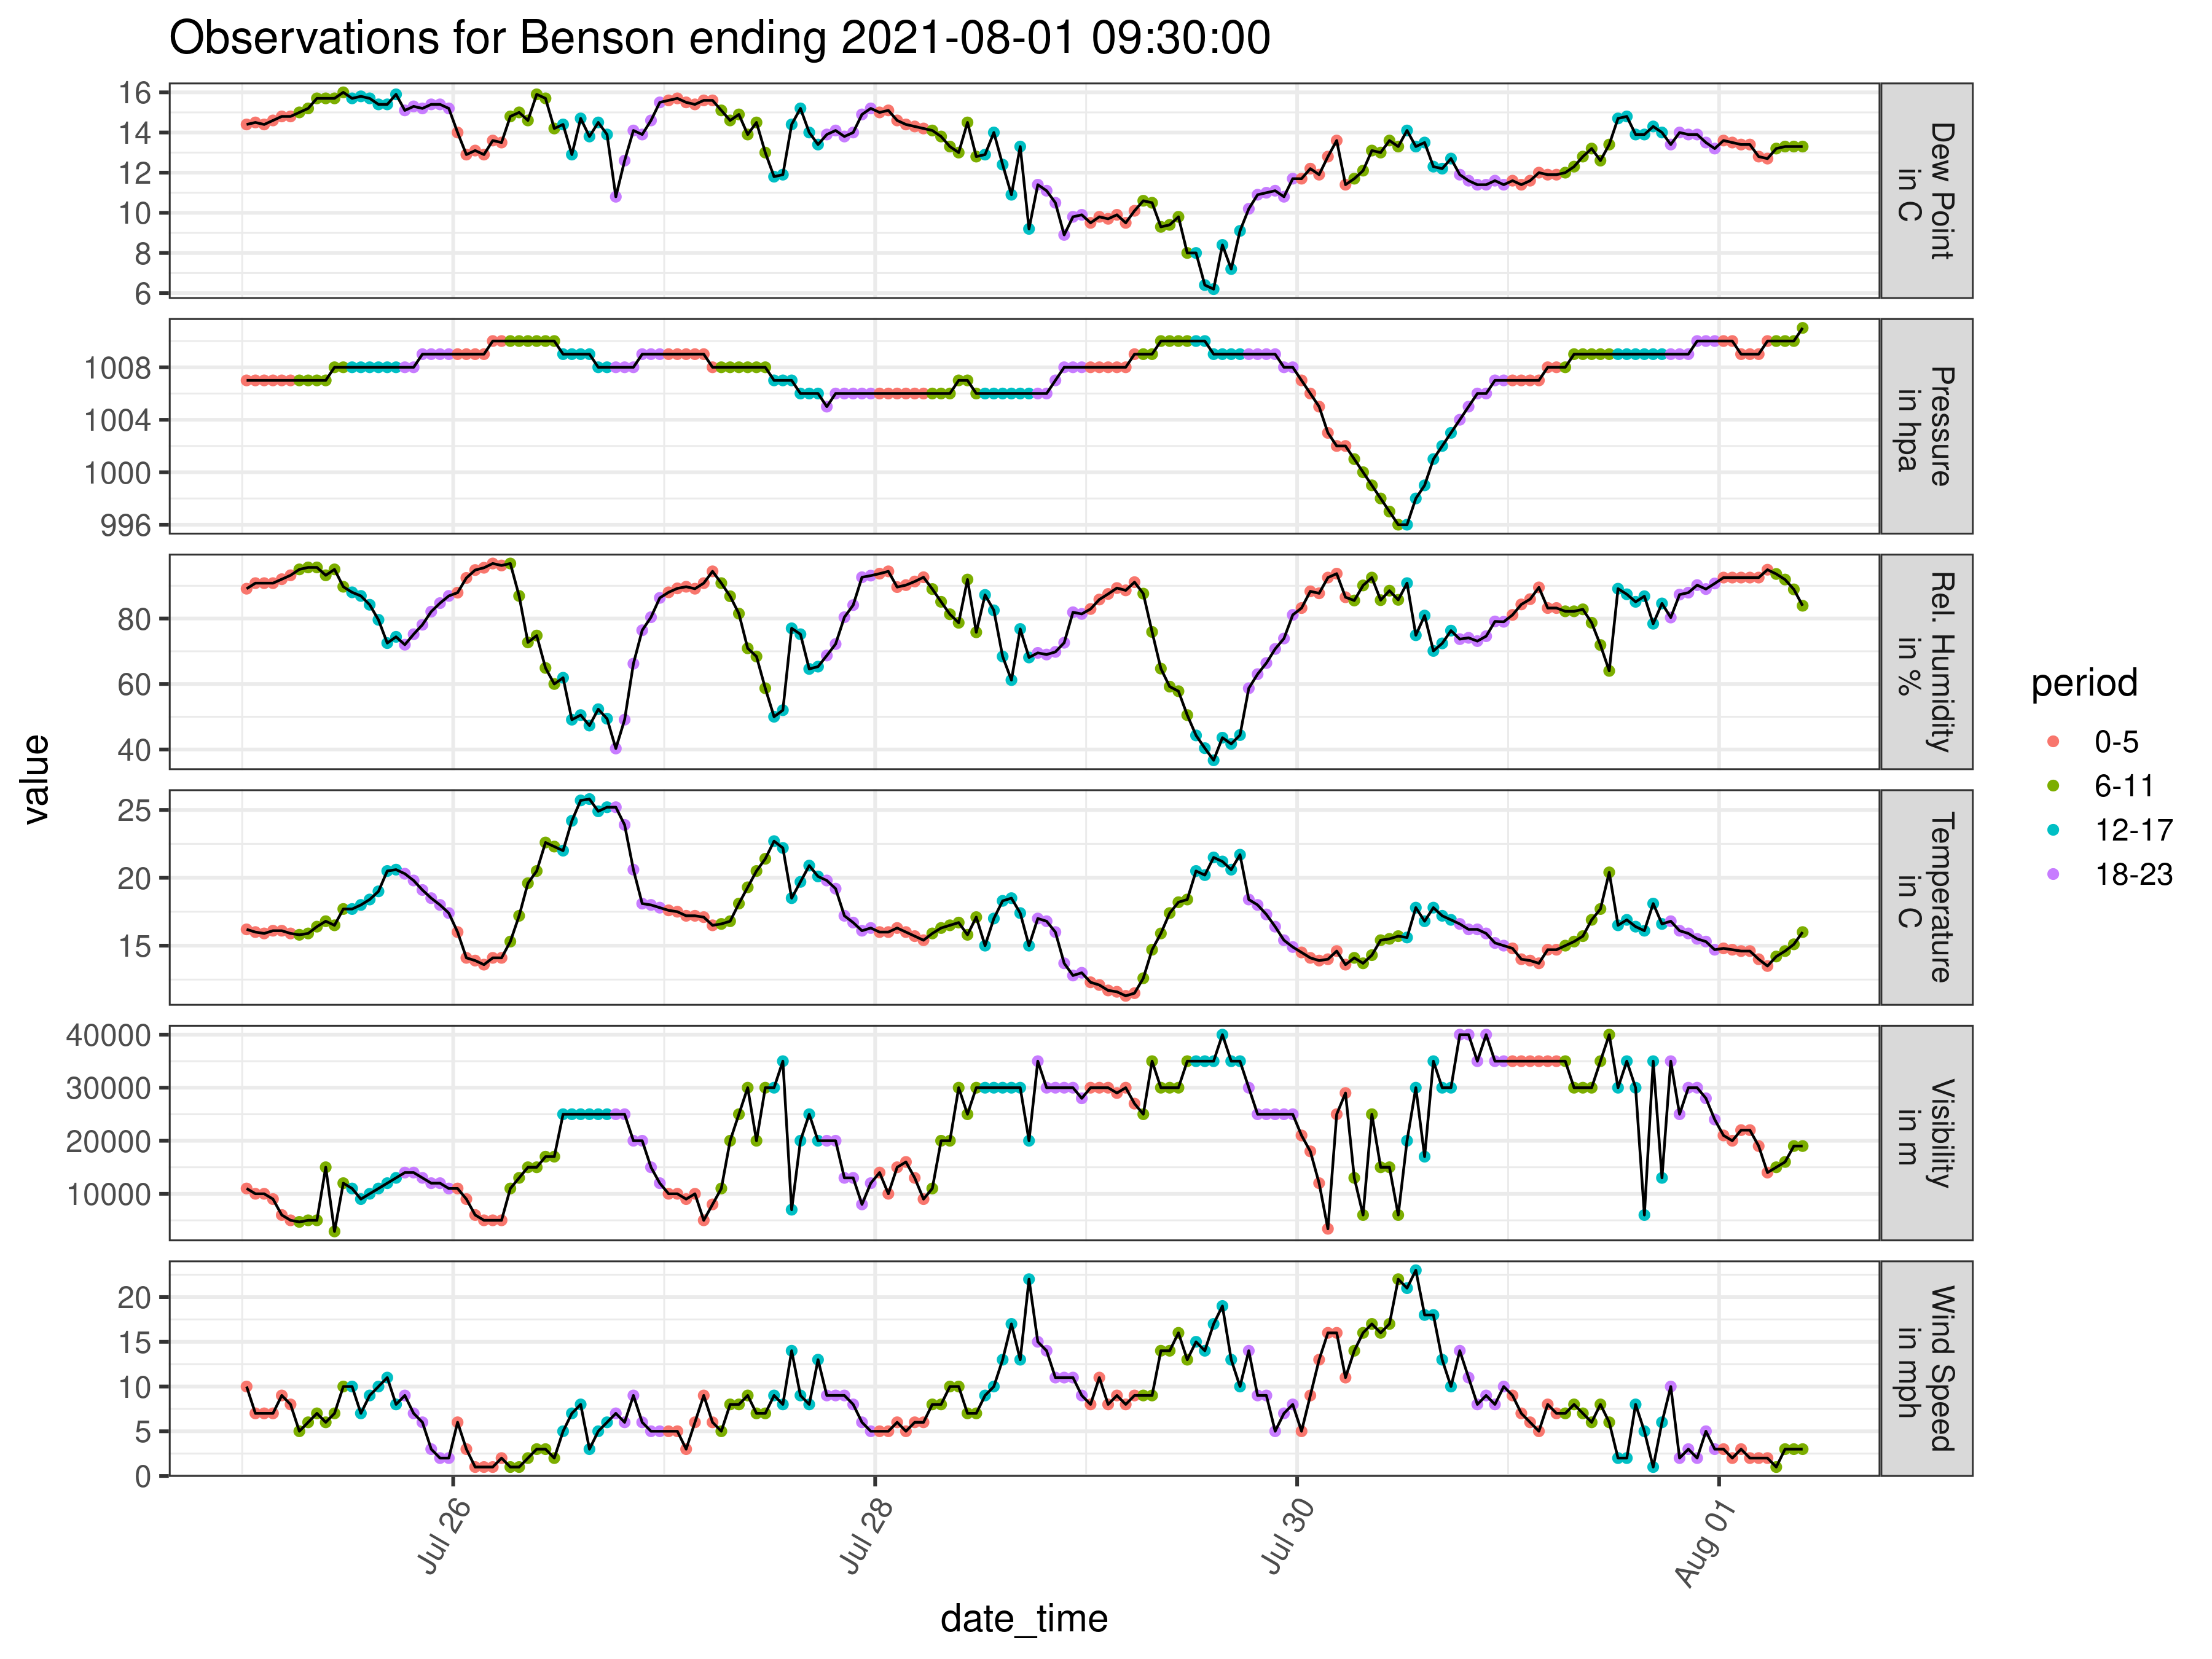 Observations for Benson ending 2021-08-01 09:30:00
value
16
14
12
10
8
6
Dew Point
in C
1008
1004
1000
996
Pressure
in hpa
80
60
40
Rel. Humidity
in %
25
20
15
Temperature
in C
40000
30000
20000
10000
Visibility
in m
20
15
10
5
0
Wind Speed
in mph
Jul 26
Jul 28
Jul 30
Aug 01
date_time
period
0-5
6-11
12-17
18-23